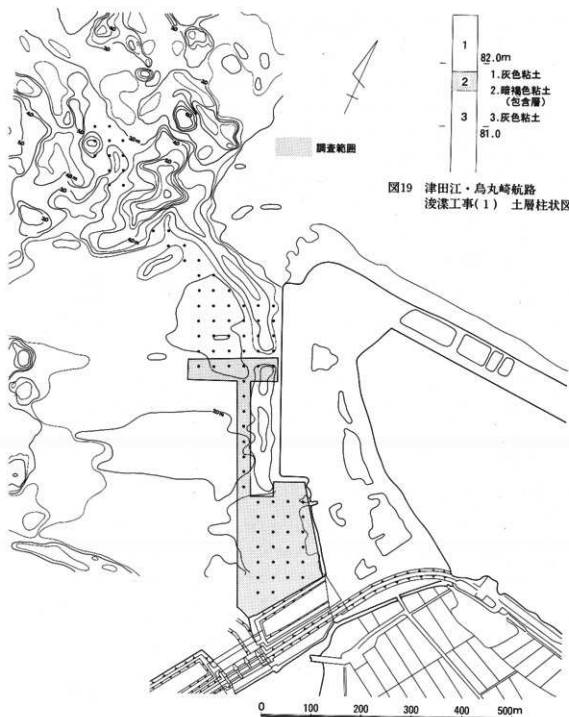 1
82.0m
2
1.灰色粘土
2.暗褐色粘土
(包含層)
3
3.灰色粘土
81.0
調査範囲
図19 津田江・烏丸崎航路
浚渫工事(1) 土層柱状図
0 100 200 300 400 500m